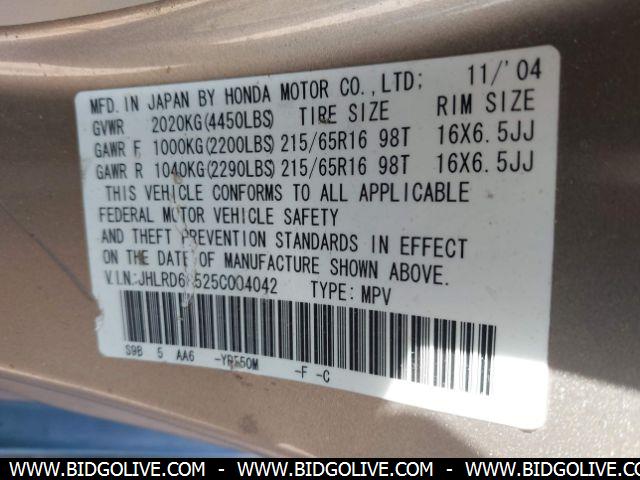 MFD. IN JAPAN BY HONDA MOTOR CO.,LTD; 11/'04
GVWR 2020KG(4450LBS) TIRE SIZE RIM SIZE
GAWR F 1000KG(2200LBS) 215/65R16 98T 16X6.5JJ
GAWR R 1040KG(2290LBS) 215/65R16 98T 16X6.5JJ
THIS VEHICLE CONFORMS TO ALL APPLICABLE
FEDERAL MOTOR VEHICLE SAFETY
AND THEFT PREVENTION STANDARDS IN EFFECT
ON THE DATE OF MANUFACTURE SHOWN ABOVE.
V.I.N.: TYPE: MPV
S9B 5 AA6 -F -C
WWW.BIDGOLIVE.COM - WWW.BIDGOLIVE.COM - WWW.BIDGOLIVE.COM